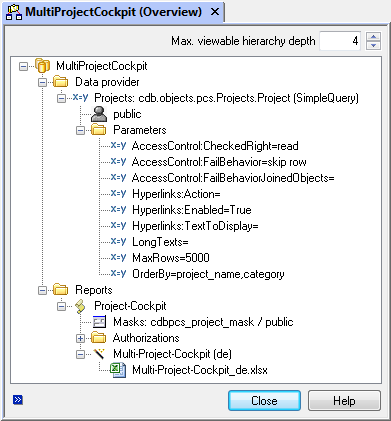 MultiProjectCockpit (Overview)
Max. viewable hierarchy depth 4
MultiProjectCockpit
Data provider
x=y Projects: cdb.objects.pcs.Projects.Project (SimpleQuery)
public
Parameters
x=y AccessControl:CheckedRight=read
x=y AccessControl:FailBehavior=skip row
x=y AccessControl:FailBehaviorJoinedObjects=
x=y Hyperlinks:Action=
x=y Hyperlinks:Enabled=True
x=y Hyperlinks:TextToDisplay=
x=y LongTexts=
x=y MaxRows=5000
x=y OrderBy=project_name,category
Reports
Project-Cockpit
Masks: cdbpcs_project_mask / public
Authorizations
Multi-Project-Cockpit (de)
Multi-Project-Cockpit_de.xlsx
Close Help